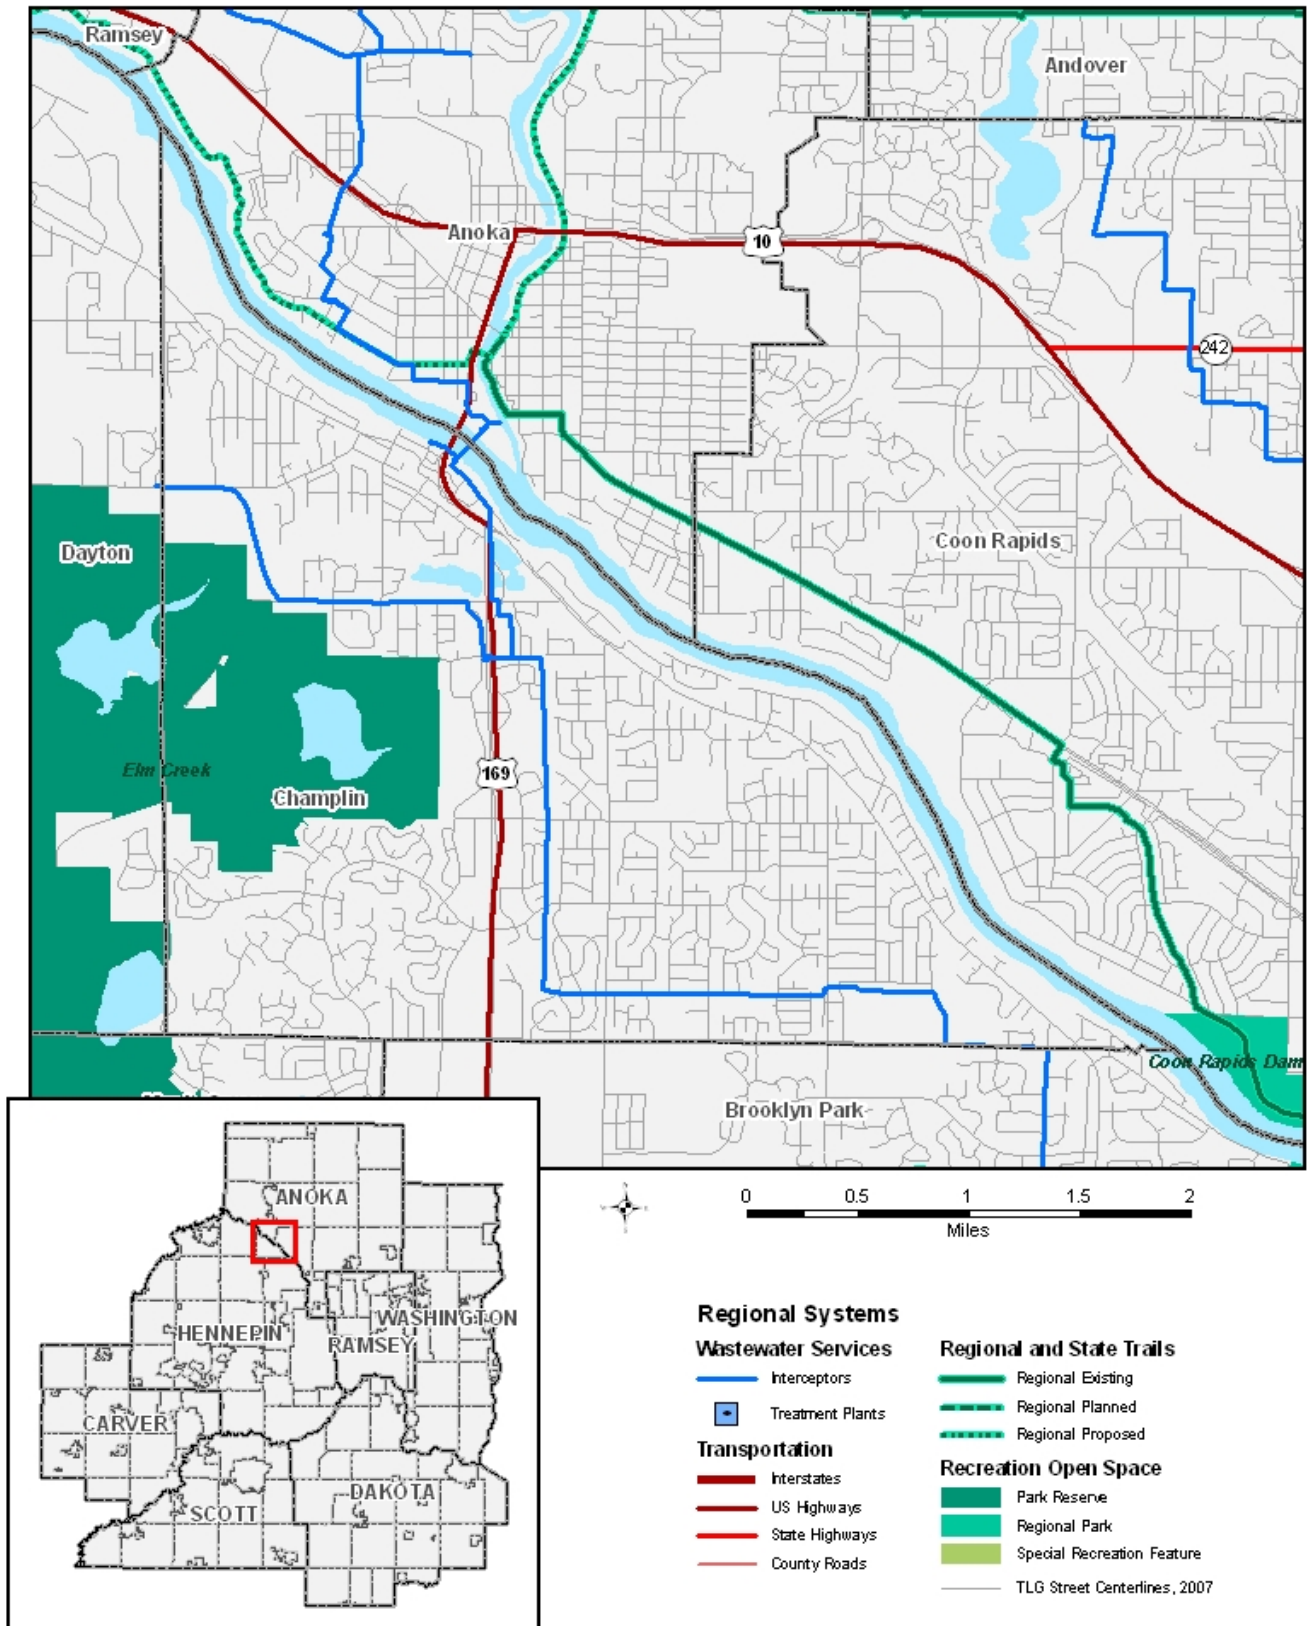 Ramsey
Andover
Anoka
10
242
Coon Rapids
Dayton
169
Elm Creek
Champlin
Coon Rapids Dam
Brooklyn Park
ANOKA
WASHINGTON
HENNEPIN
RAMSEY
CARVER
DAKOTA
SCOTT
0 0.5 1 1.5 2
Miles
Regional Systems
Wastewater Services
Interceptors
Treatment Plants
Transportation
Interstates
US Highways
State Highways
County Roads
Regional and State Trails
Regional Existing
Regional Planned
Regional Proposed
Recreation Open Space
Park Reserve
Regional Park
Special Recreation Feature
TLG Street Centerlines, 2007